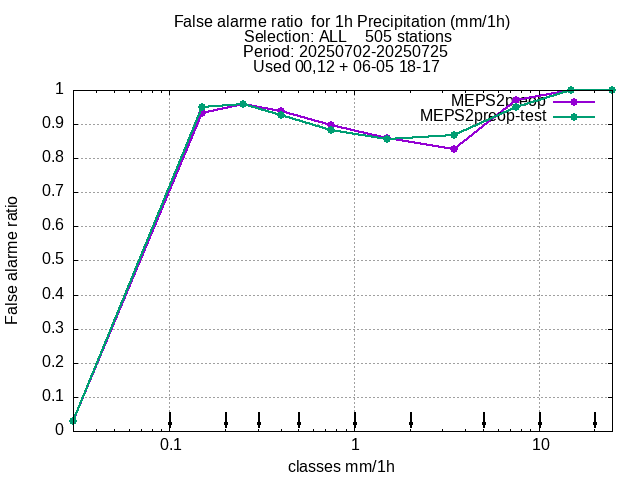 False alarme ratio  for 1h Precipitation (mm/1h)
Selection: ALL    505 stations
Period: 20250702-20250725
Used 00,12 + 06-05 18-17
MEPS2preop
MEPS2preop-test
1
0.9
0.8
0.7
0.6
0.5
0.4
0.3
0.2
0.1
0
False alarme ratio
0.1 1 10
classes mm/1h